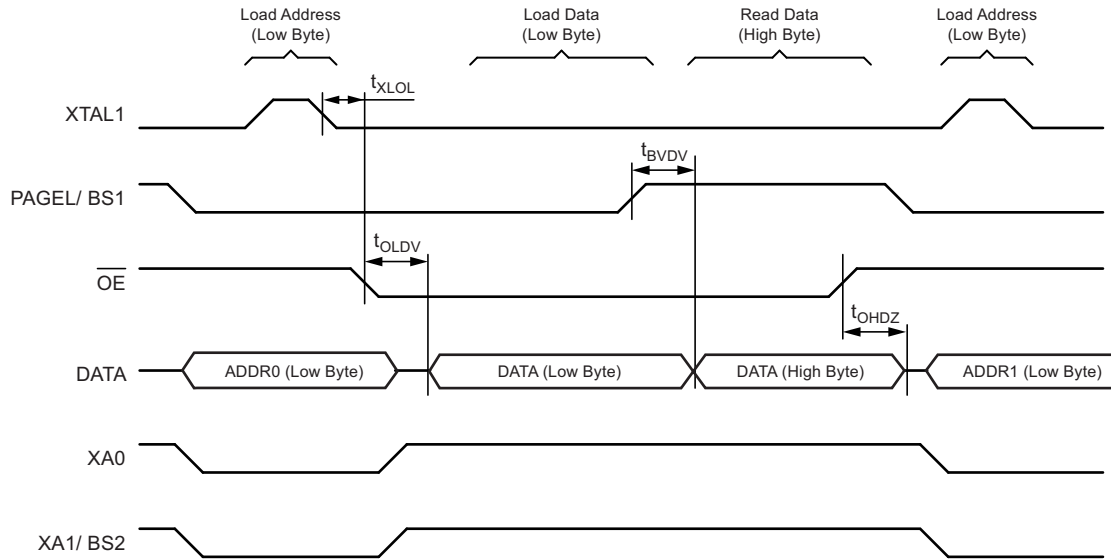 Load Address
(Low Byte)
Load Data
(Low Byte)
Read Data
(High Byte)
Load Address
(Low Byte)
tXLOL
XTAL1
tBVDV
PAGEL/ BS1
tOLDV
OE
tOHDZ
DATA
ADDR0 (Low Byte)
DATA (Low Byte)
DATA (High Byte)
ADDR1 (Low Byte)
XA0
XA1/ BS2